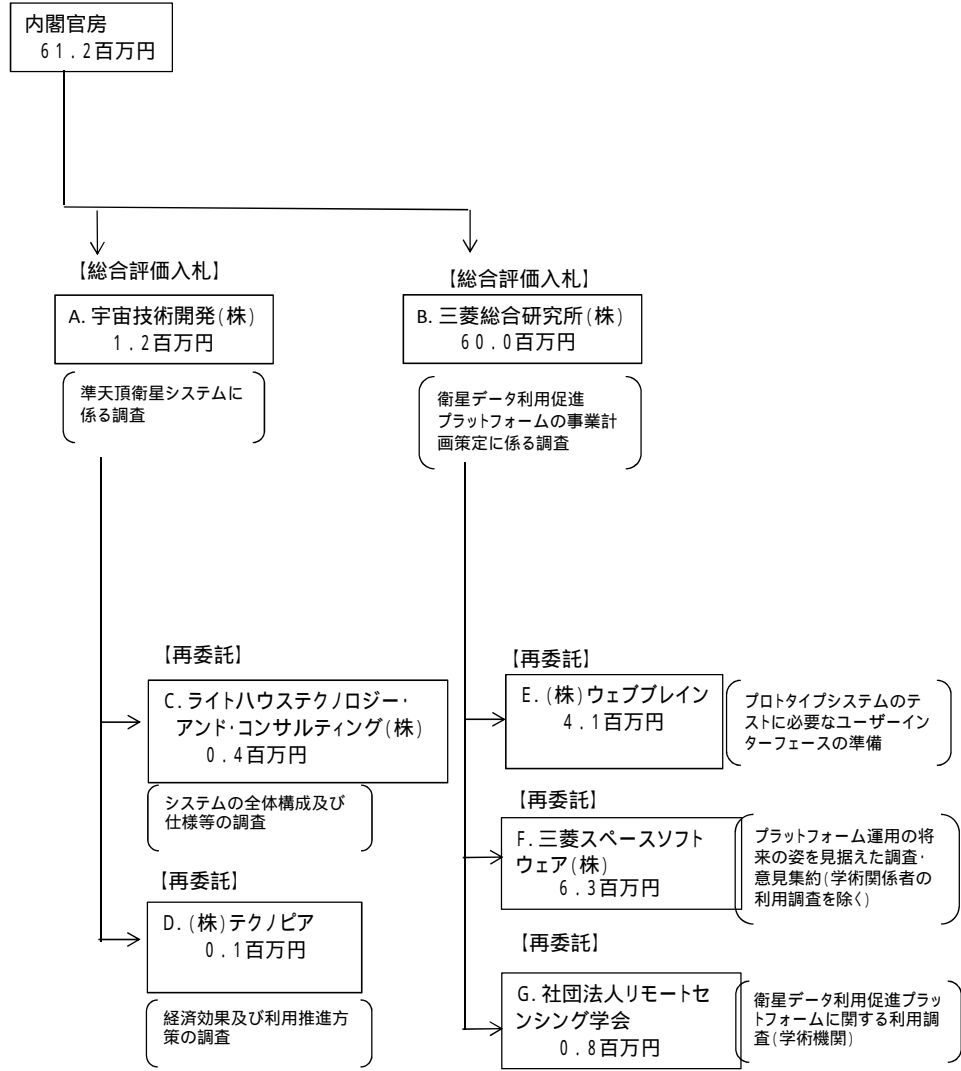 内閣官房
61.2百万円
【総合評価入札】
A. 宇宙技術開発(株)
1.2百万円
準天頂衛星システムに
係る調査
【総合評価入札】
B. 三菱総合研究所(株)
60.0百万円
衛星データ利用促進
プラットフォームの事業計
画策定に係る調査
【再委託】
C.ライトハウステクノロジー・
アンド・コンサルティング(株)
0.4百万円
システムの全体構成及び
仕様等の調査
【再委託】
D.(株)テクノピア
0.1百万円
経済効果及び利用推進方
策の調査
【再委託】
E.(株)ウェブブレイン
4.1百万円
プロトタイプシステムのテ
ストに必要なユーザーイン
ターフェースの準備
【再委託】
F.三菱スペースソフト
ウェア(株)
6.3百万円
プラットフォーム運用の将
来の姿を見据えた調査・
意見集約(学術関係者の
利用調査を除く)
【再委託】
G.社団法人リモートセ
ンシング学会
0.8百万円
衛星データ利用促進プラッ
トフォームに関する利用調
査(学術機関)